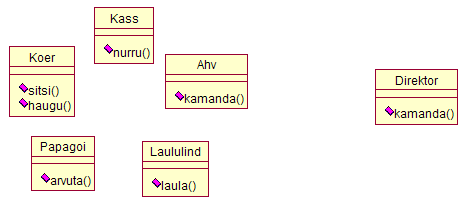 Kass
nurru()
Koer
sitsi()
haugu()
Ahv
kamanda()
Direktor
kamanda()
Papagoi
arvuta()
Laululind
laula()